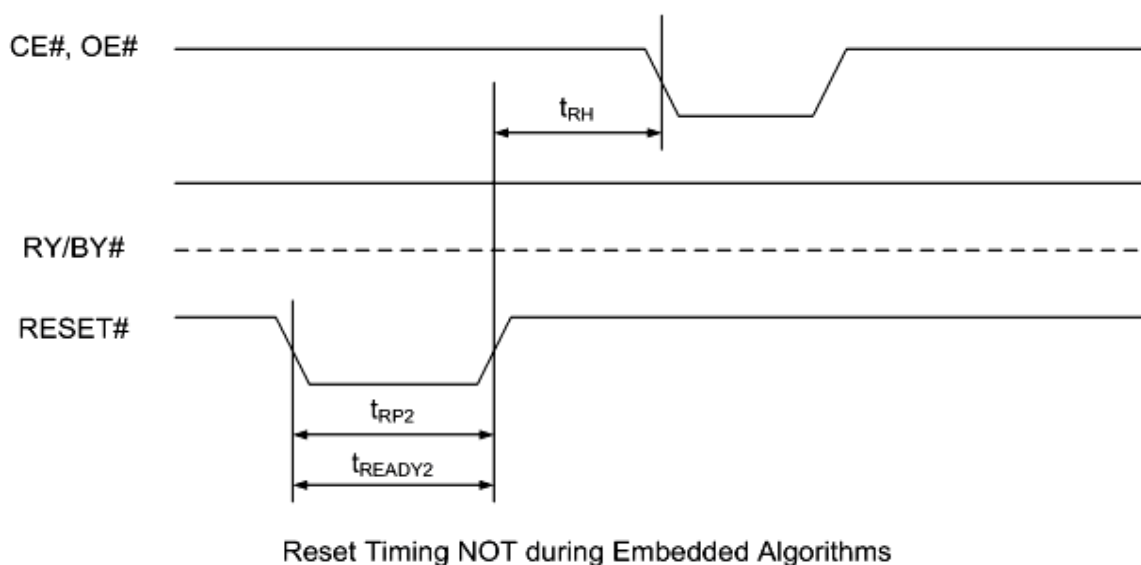 CE#, OE#
tRH
RY/BY#
RESET#
tRP2
tREADY2
Reset Timing NOT during Embedded Algorithms